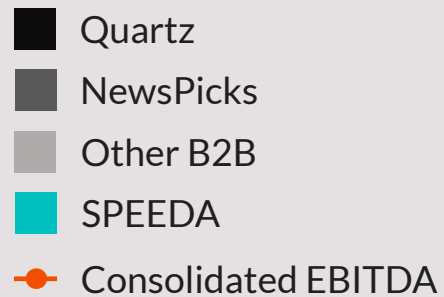 Quartz
NewsPicks
Other B2B
SPEEDA
Consolidated EBITDA